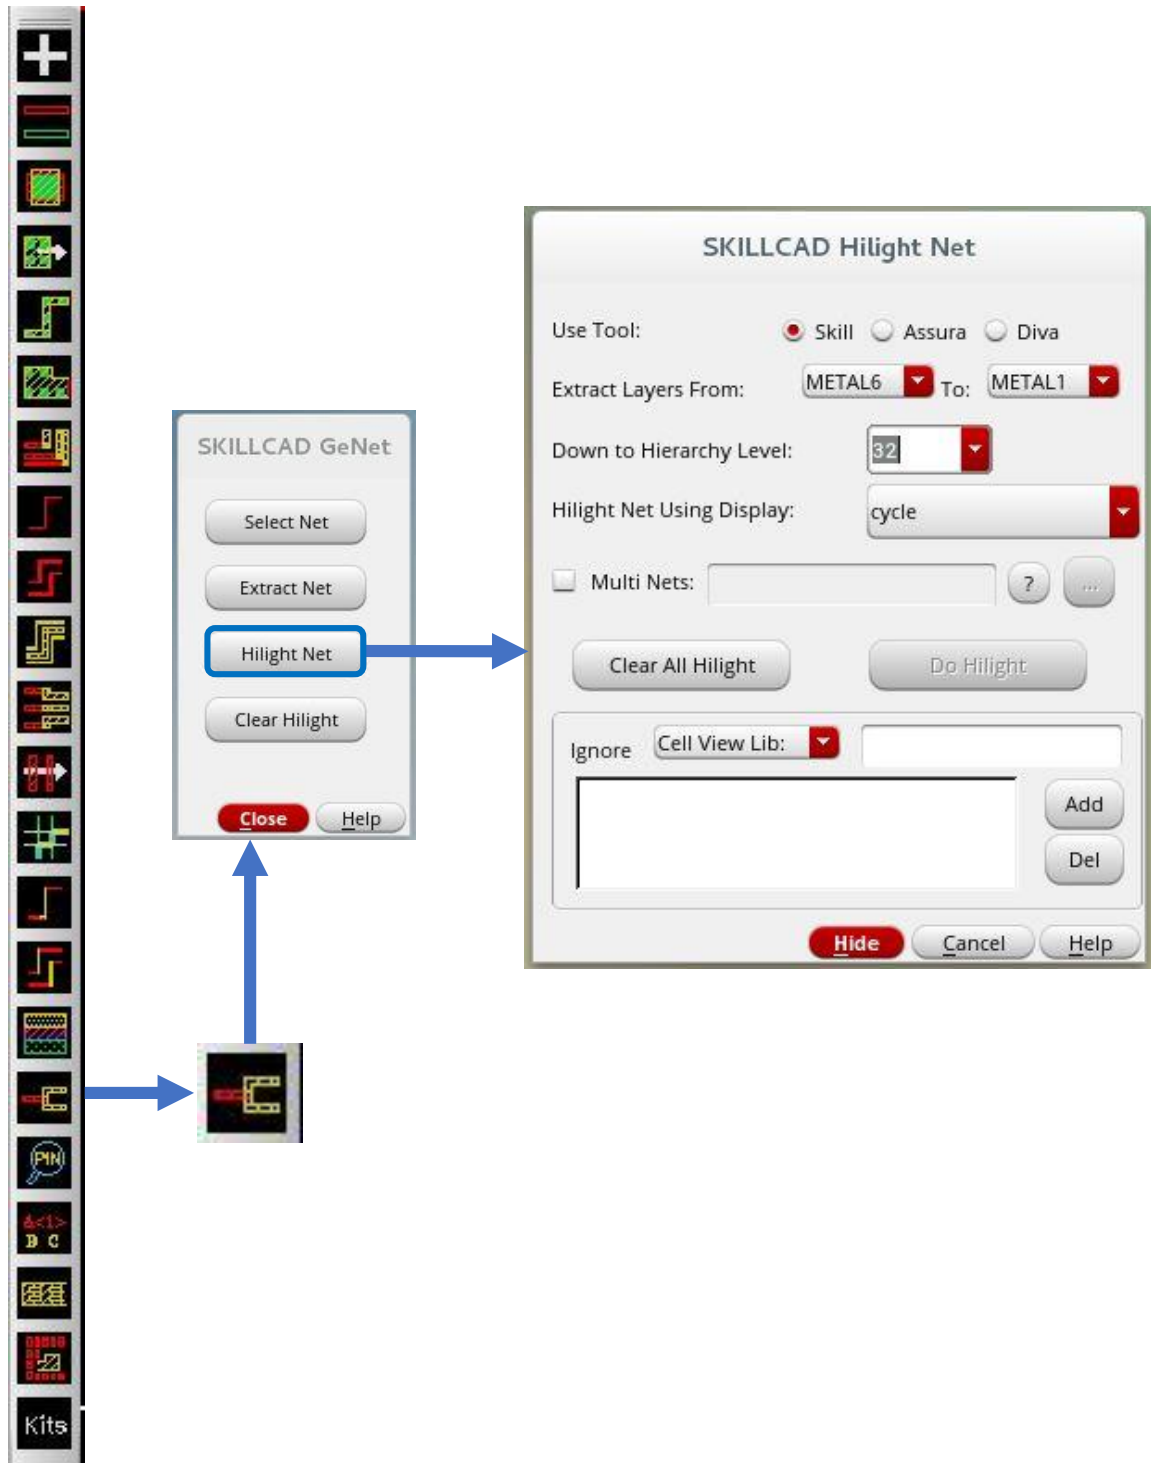 SKILLCAD Hilight Net
Use Tool: Skill Assura Diva
Extract Layers From: METAL6 To: METAL1
Down to Hierarchy Level: 32
Hilight Net Using Display: cycle
Multi Nets: ? ...
Clear All Hilight Do Hilight
Ignore Cell View Lib:
Add
Del
Hide Cancel Help
SKILLCAD GeNet
Select Net
Extract Net
Hilight Net
Clear Hilight
Close Help
PIN
&<1>
B C
Kits